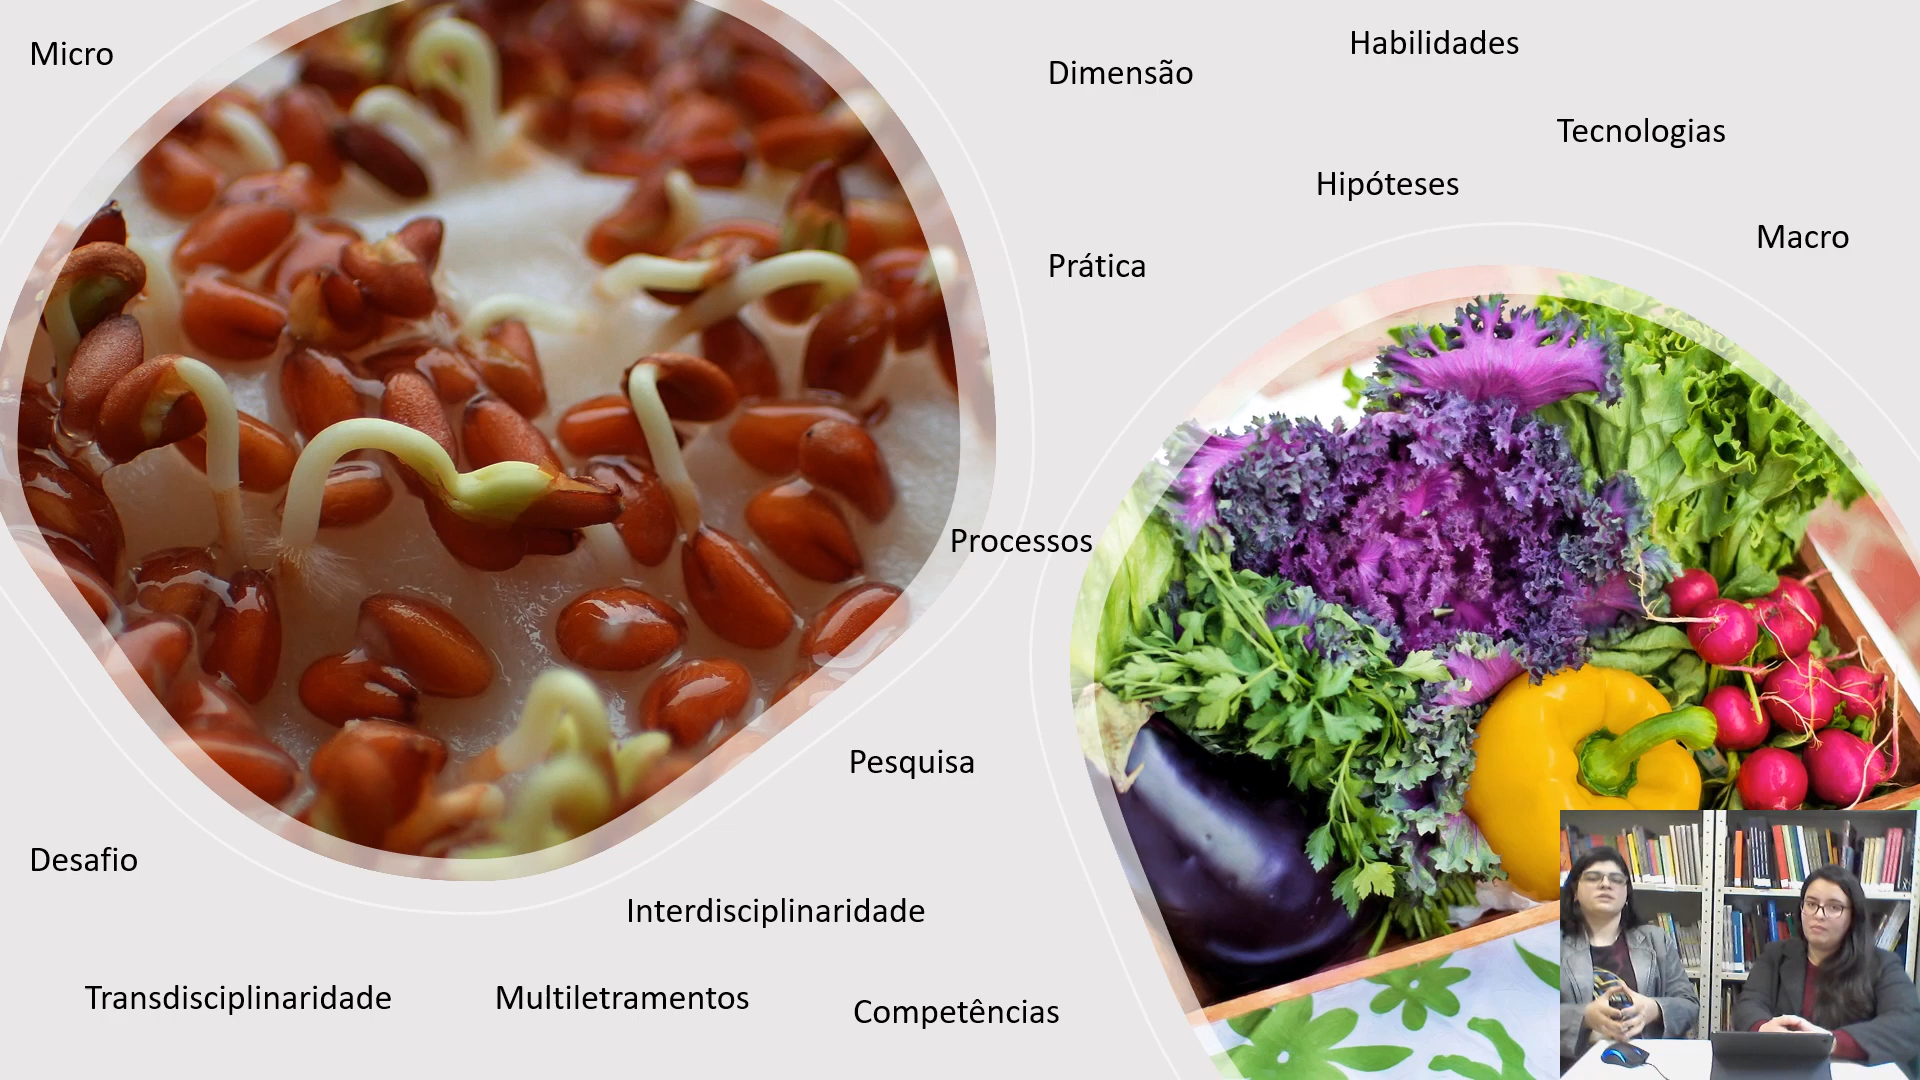 Micro
Habilidades
Dimensão
Tecnologias
Hipóteses
Macro
Prática
Processos
Pesquisa
Desafio
Interdisciplinaridade
Transdisciplinaridade
Multiletramentos
Competências